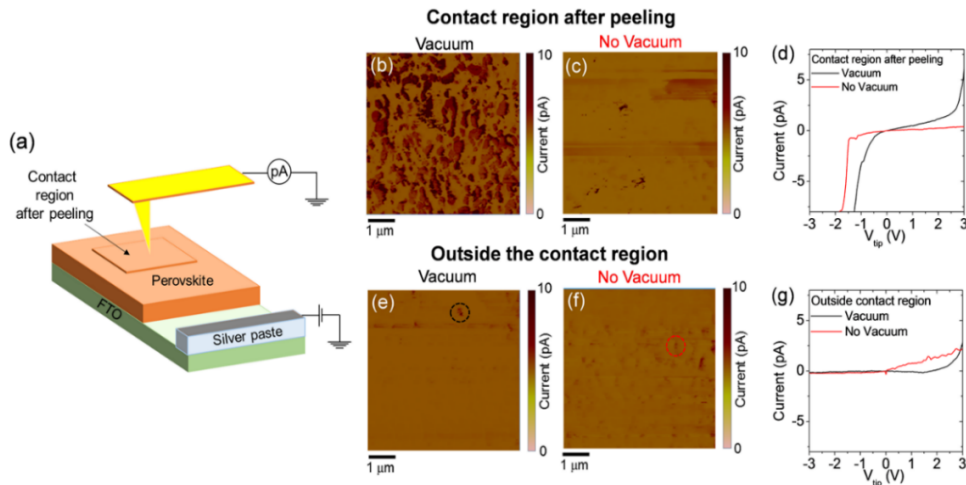 Contact region after peeling
Vacuum
No Vacuum
(a)
Contact
region
after peeling
pA
Perovskite
FTO
Silver paste
(b)
10
Current (pA)
0
1 μm
(c)
10
Current (pA)
0
1 μm
(d)
Contact region after peeling
Vacuum
No Vacuum
Current (pA)
5
0
-5
-3 -2 -1 0 1 2 3
V tip (V)
Outside the contact region
Vacuum
No Vacuum
(e)
10
Current (pA)
0
1 μm
(f)
10
Current (pA)
0
1 μm
(g)
Outside contact region
Vacuum
No Vacuum
Current (pA)
5
0
-5
-3 -2 -1 0 1 2 3
V tip (V)